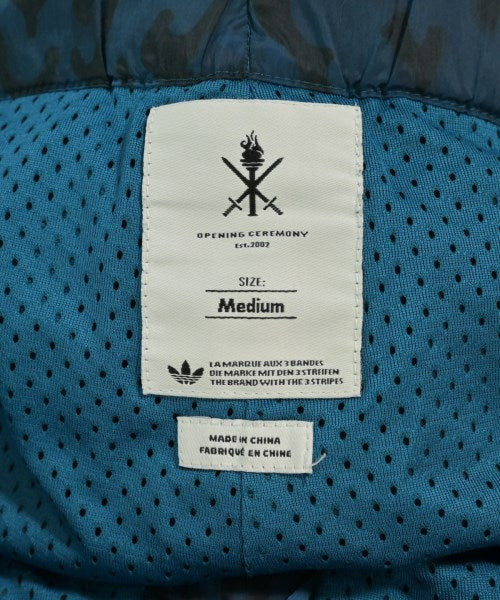 OPENING CEREMONY
Est.2002
SIZE:
Medium
LA MARQUE AUX 3 BANDES
DIE MARKE MIT DEN 3 STREIFEN
THE BRAND WITH THE 3 STRIPES
MADE IN CHINA
FABRIQUÉ EN CHINE